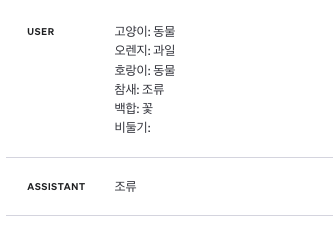 USER
고양이: 동물
오렌지: 과일
호랑이: 동물
참새: 조류
백합: 꽃
비둘기:
ASSISTANT
조류